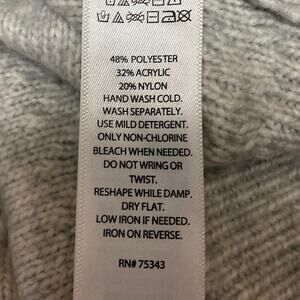 48% POLYESTER
32% ACRYLIC
20% NYLON
HAND WASH COLD.
WASH SEPARATELY.
USE MILD DETERGENT.
ONLY NON-CHLORINE
BLEACH WHEN NEEDED.
DO NOT WRING OR
TWIST.
RESHAPE WHILE DAMP.
DRY FLAT.
LOW IRON IF NEEDED.
IRON ON REVERSE.
RN# 75343